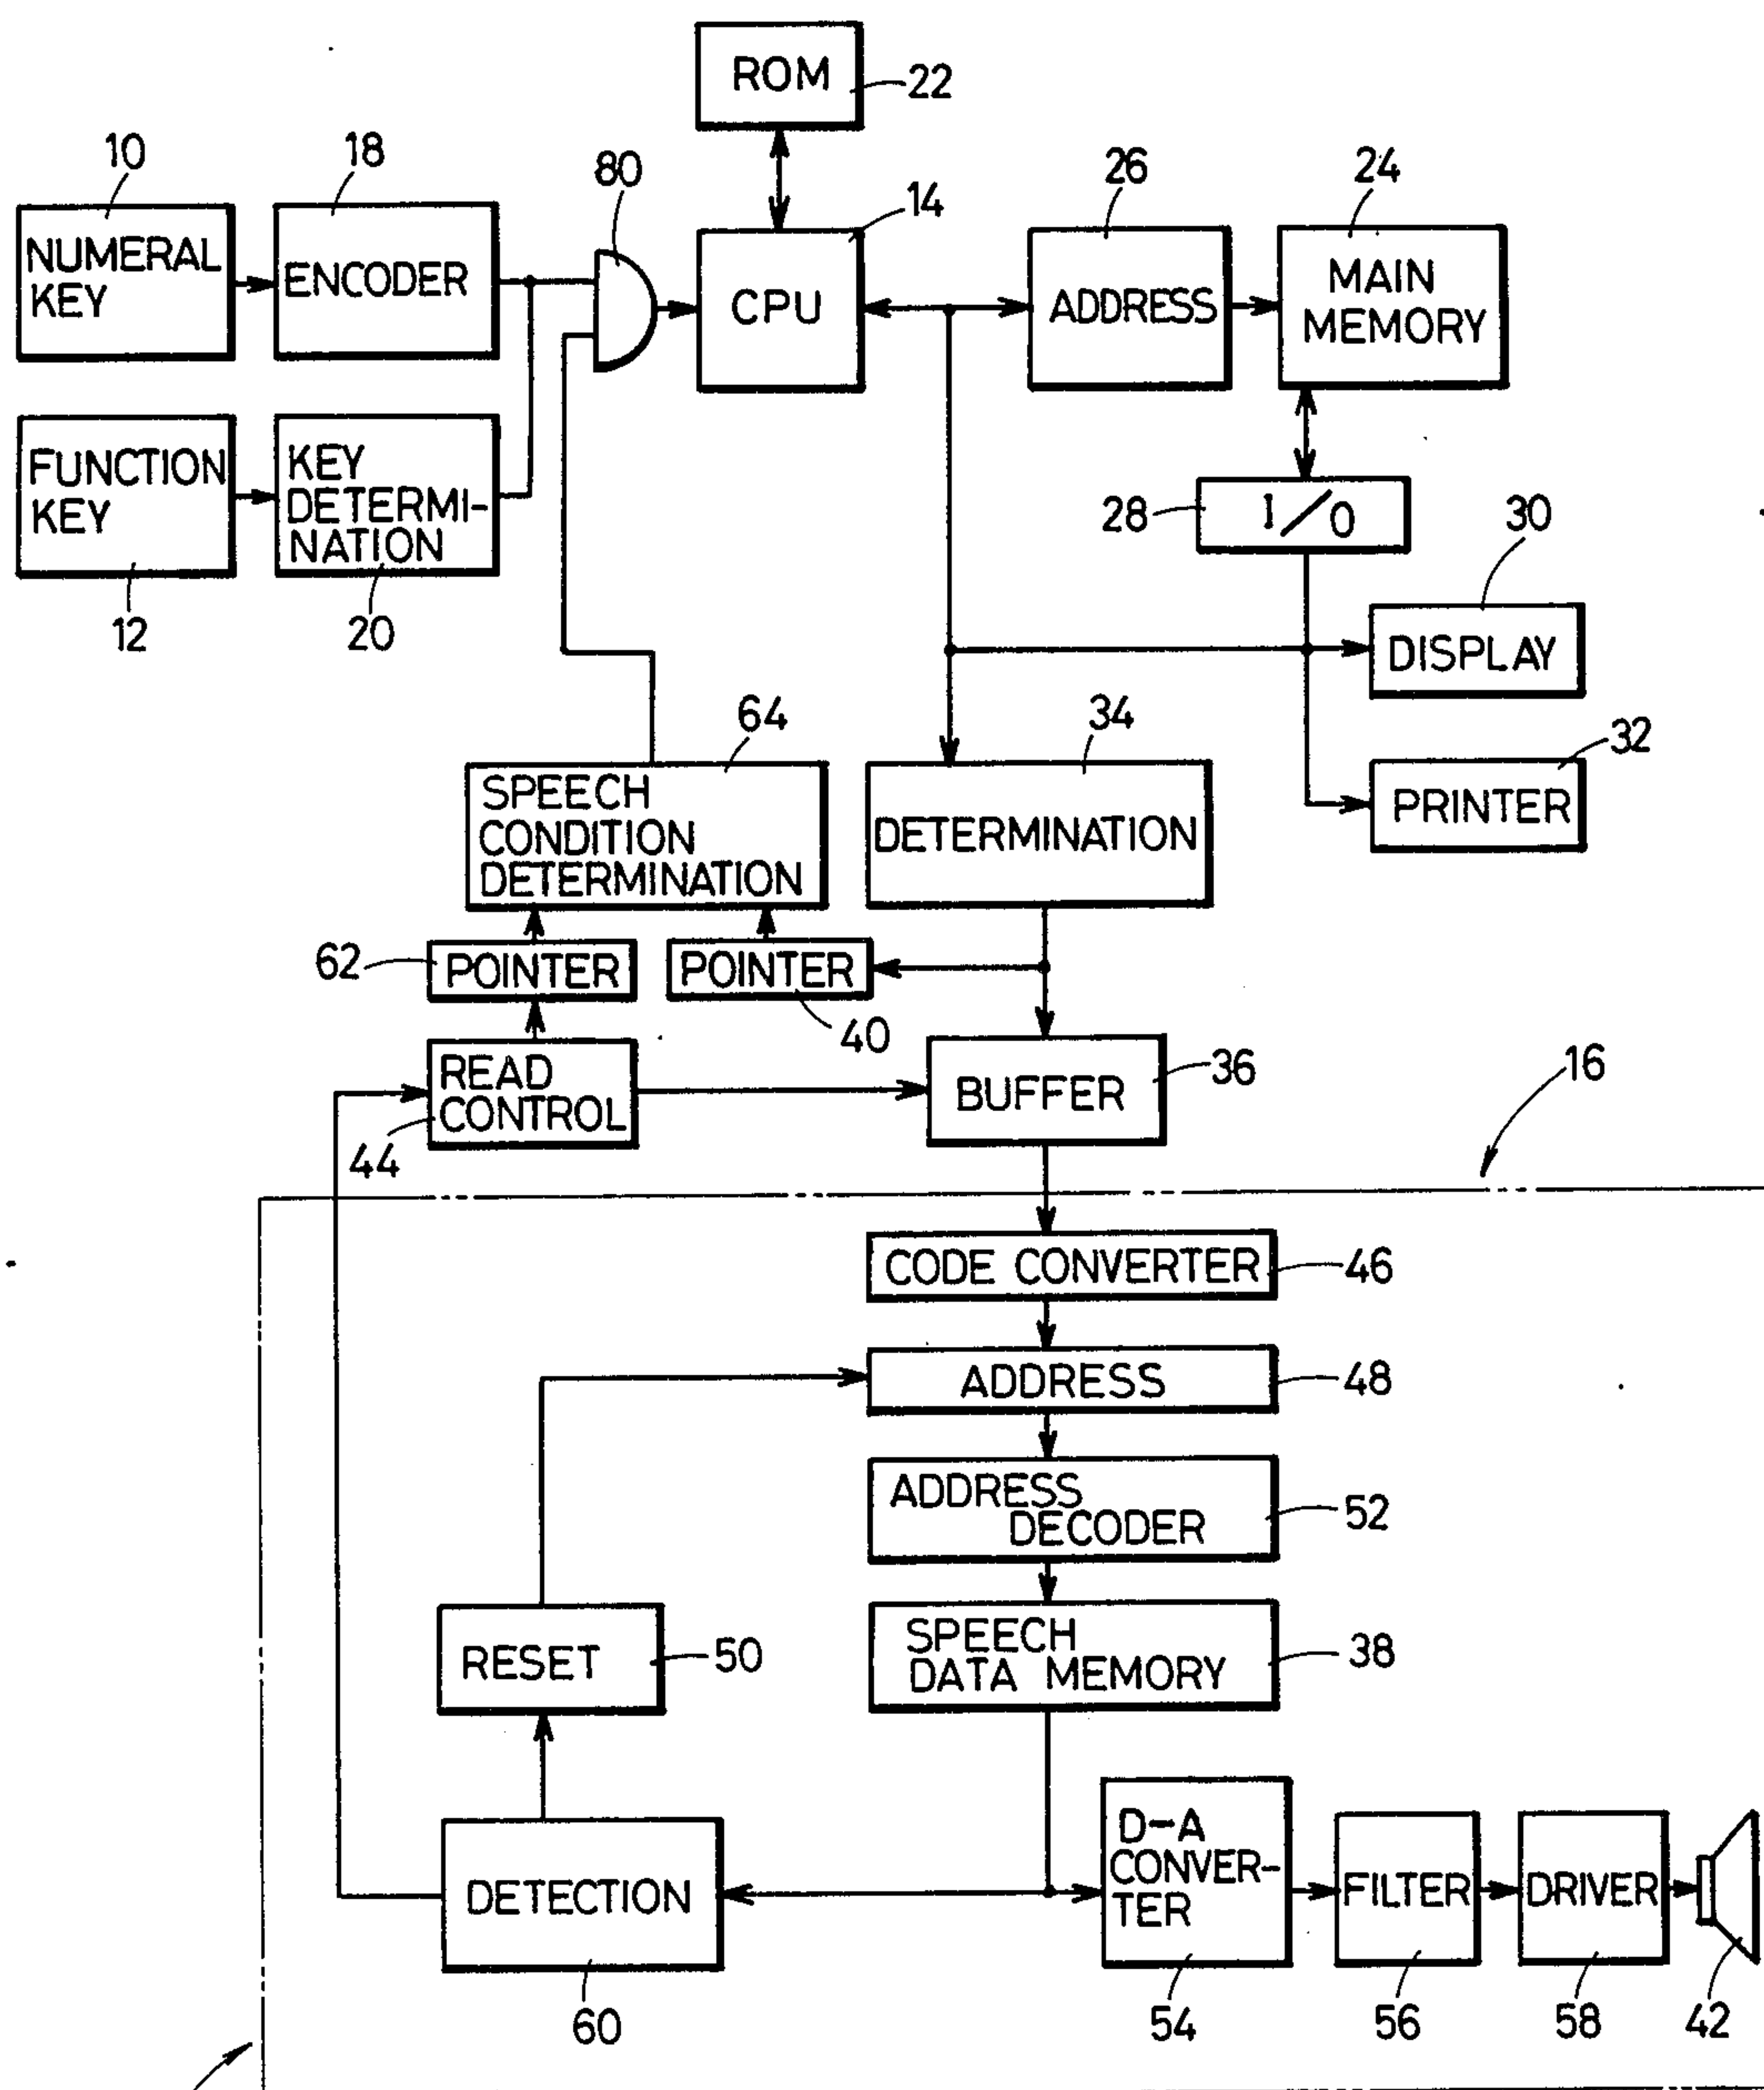 ROM
22
10
18
80
14
26
24
NUMERAL
KEY
ENCODER
CPU
ADDRESS
MAIN
MEMORY
FUNCTION
KEY
KEY
DETERMI-
NATION
12
20
28
I/O
30
DISPLAY
64
34
32
PRINTER
SPEECH
CONDITION
DETERMINATION
DETERMINATION
62
POINTER
POINTER
40
READ
CONTROL
44
BUFFER
36
16
CODE CONVERTER
46
ADDRESS
48
ADDRESS
DECODER
52
RESET
50
SPEECH
DATA MEMORY
38
DETECTION
60
D-A
CONVER-
TER
54
FILTER
56
DRIVER
58
42